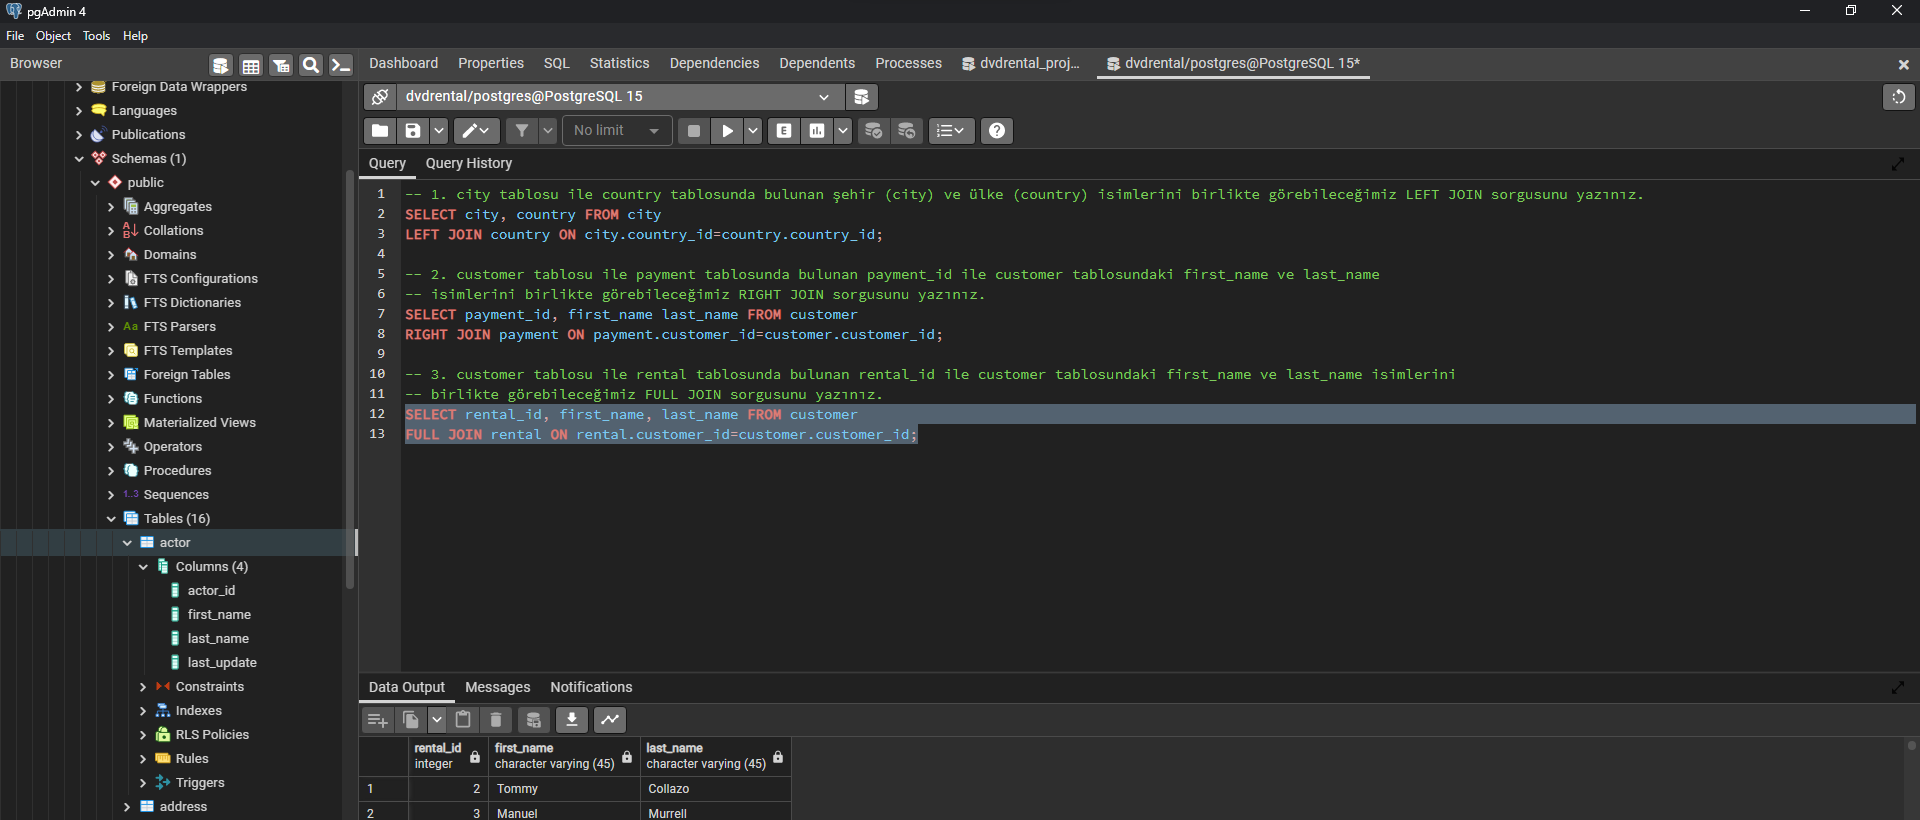 pgAdmin 4
File Object Tools Help
Browser
Dashboard Properties SQL Statistics Dependencies Dependents Processes dvdrental_proj... dvdrental/postgres@PostgreSQL 15*
Foreign Data Wrappers
Languages
Publications
Schemas (1)
public
Aggregates
Collations
Domains
FTS Configurations
FTS Dictionaries
Aa FTS Parsers
FTS Templates
Foreign Tables
Functions
Materialized Views
Operators
Procedures
1..3 Sequences
Tables (16)
actor
Columns (4)
actor_id
first_name
last_name
last_update
Constraints
Indexes
RLS Policies
Rules
Triggers
address
dvdrental/postgres@PostgreSQL 15
No limit E
Query Query History
1 -- 1. city tablosu ile country tablosunda bulunan şehir (city) ve ülke (country) isimlerini birlikte görebileceğimiz LEFT JOIN sorgusunu yazınız.
2 SELECT city, country FROM city
3 LEFT JOIN country ON city.country_id=country.country_id;
4
5 -- 2. customer tablosu ile payment tablosunda bulunan payment_id ile customer tablosundaki first_name ve last_name
6 -- isimlerini birlikte görebileceğimiz RIGHT JOIN sorgusunu yazınız.
7 SELECT payment_id, first_name last_name FROM customer
8 RIGHT JOIN payment ON payment.customer_id=customer.customer_id;
9
10 -- 3. customer tablosu ile rental tablosunda bulunan rental_id ile customer tablosundaki first_name ve last_name isimlerini
11 -- birlikte görebileceğimiz FULL JOIN sorgusunu yazınız.
12 SELECT rental_id, first_name, last_name FROM customer
13 FULL JOIN rental ON rental.customer_id=customer.customer_id;
Data Output Messages Notifications
rental_id first_name last_name
integer character varying (45) character varying (45)
1 2 Tommy Collazo
2 3 Manuel Murrell